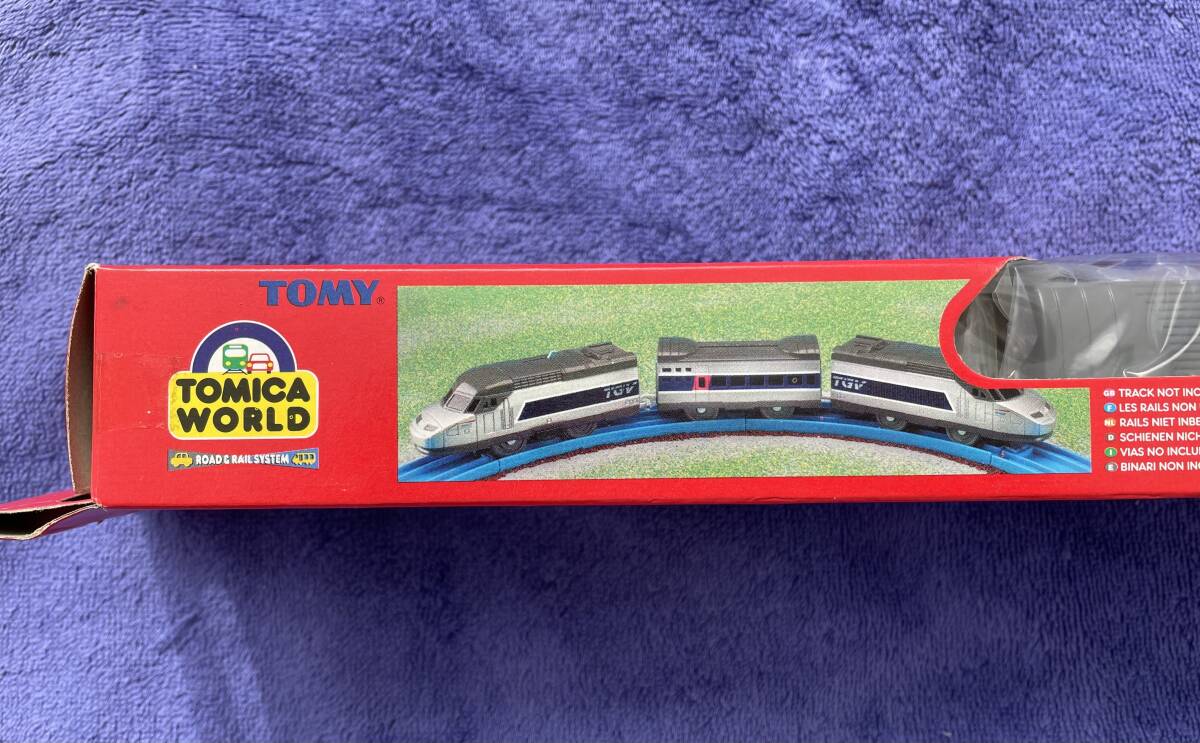 TOMY®
TOMICA
WORLD
ROAD & RAIL SYSTEM
TGV
TGV
GB TRACK NOT INC
F LES RAILS NON
NL RAILS NIET INBE
D SCHIENEN NICH
I VIAS NO INCLU
E BINARI NON IN